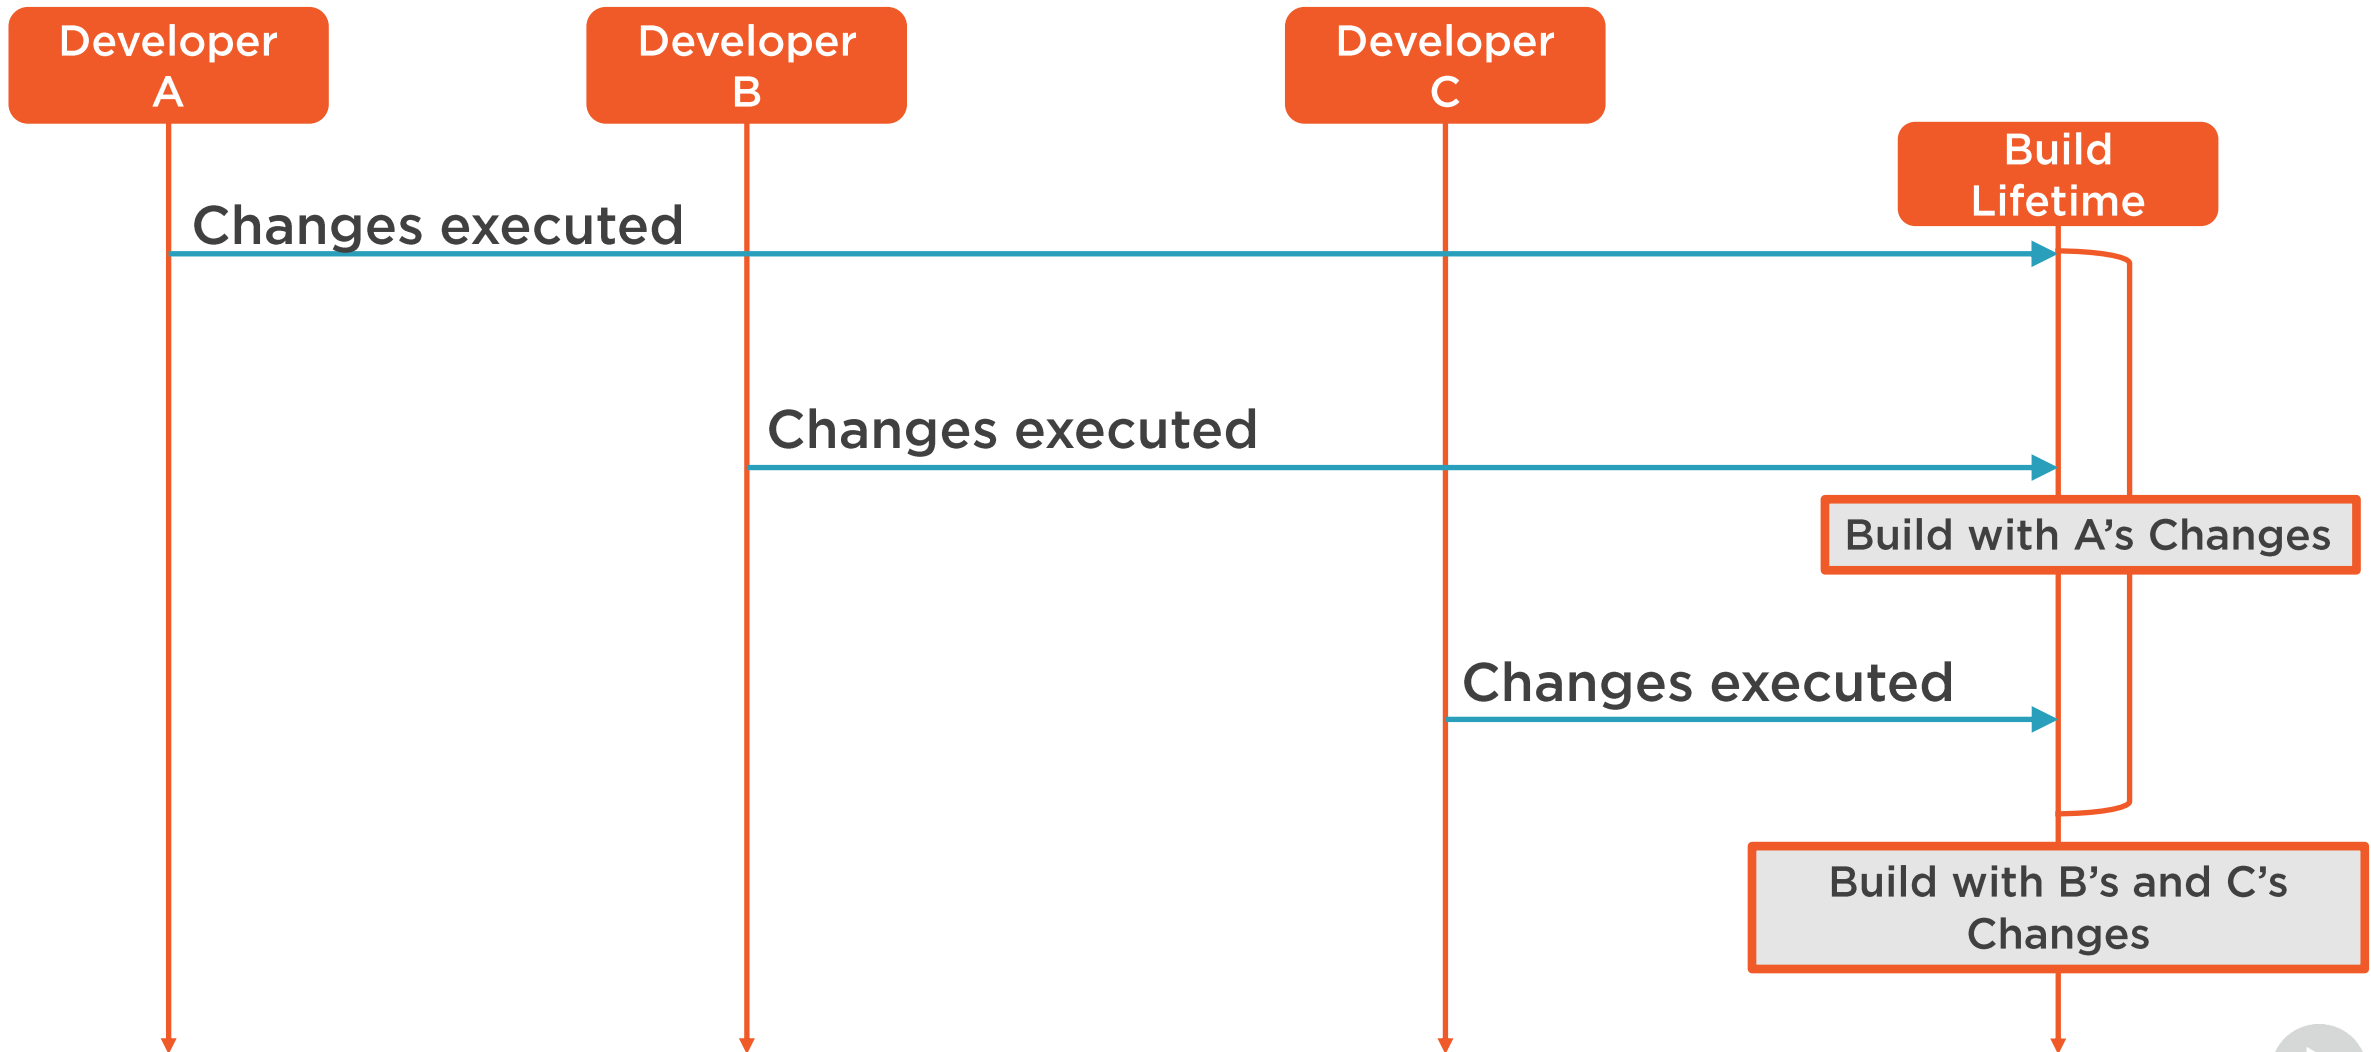 Developer
A
Developer
B
Developer
C
Build
Lifetime
Changes executed
Changes executed
Build with A’s Changes
Changes executed
Build with B’s and C’s
Changes